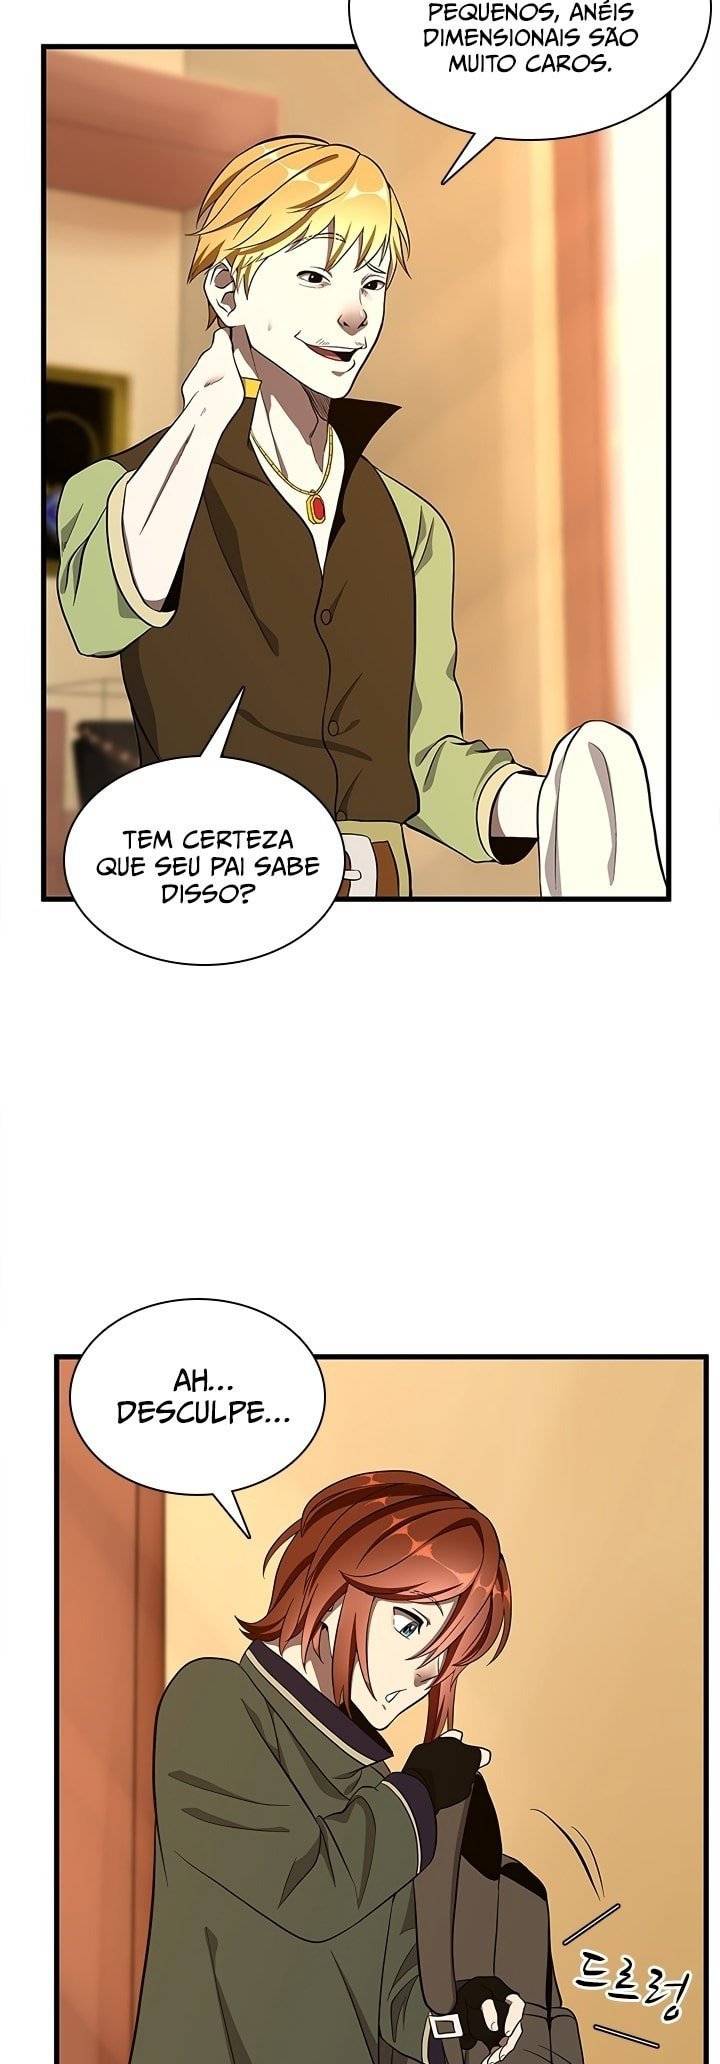 PEQUENOS, ANÉIS
DIMENSIONAIS SÃO
MUITO CAROS.
TEM CERTEZA
QUE SEU PAI SABE
DISSO?
AH...
DESCULPE...
드르렁